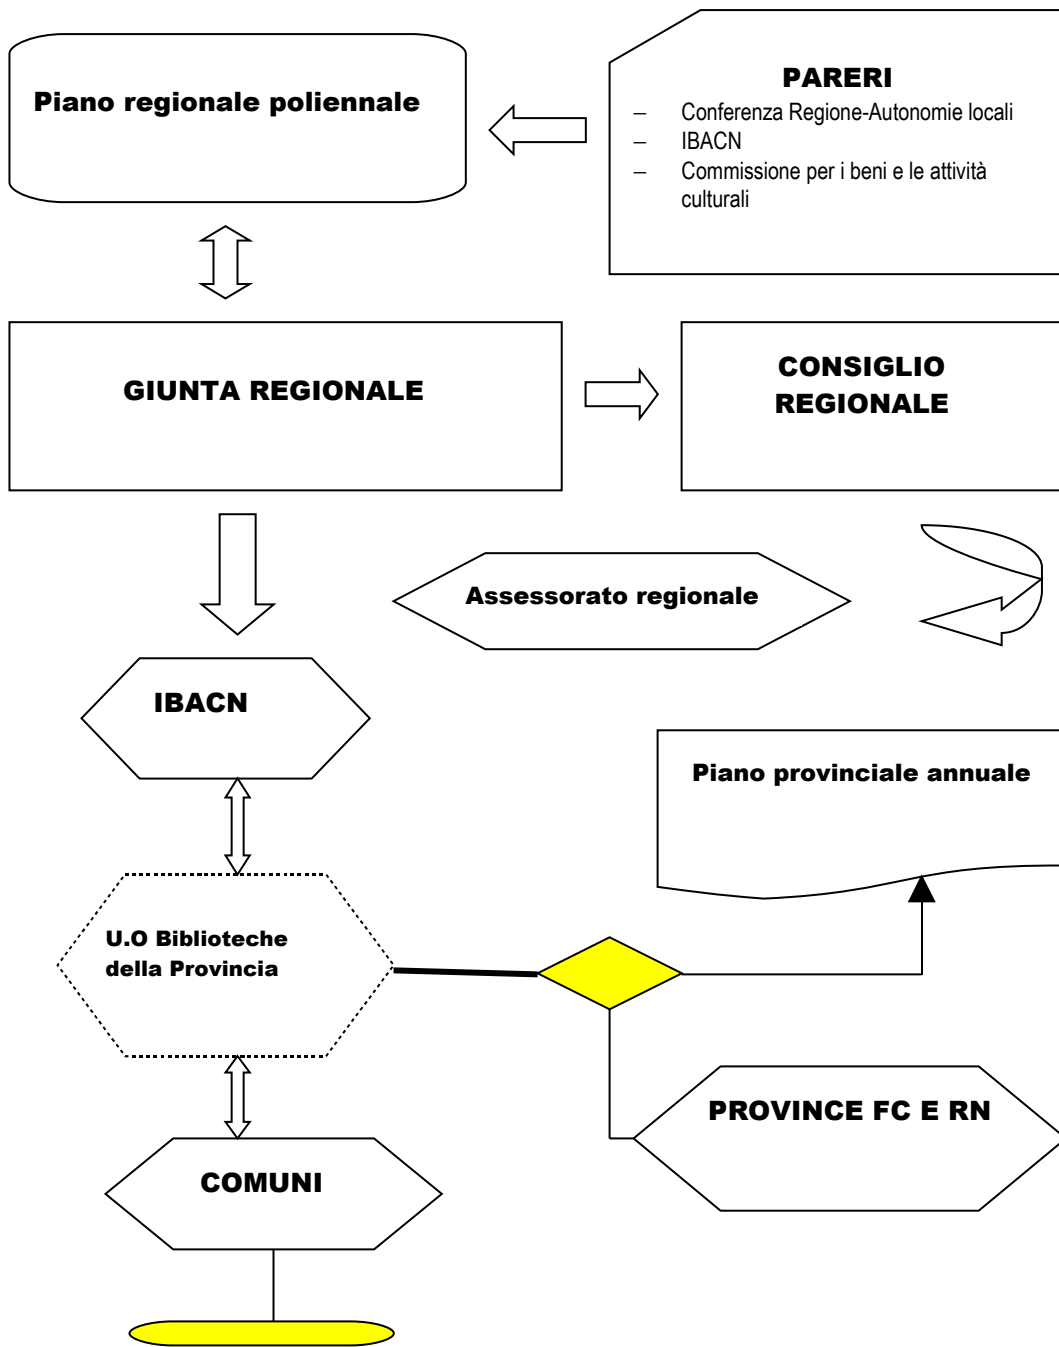 Piano regionale poliennale
PARERI
– Conferenza Regione-Autonomie locali
– IBACN
– Commissione per i beni e le attività
culturali
GIUNTA REGIONALE
CONSIGLIO
REGIONALE
Assessorato regionale
IBACN
Piano provinciale annuale
U.O Biblioteche
della Provincia
PROVINCE FC E RN
COMUNI